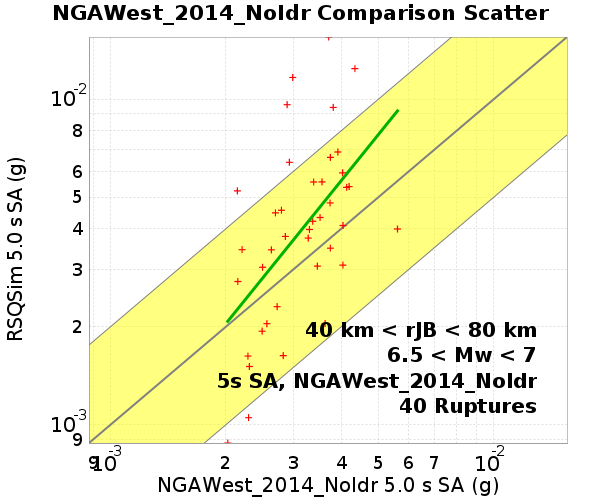 NGAWest_2014_NoIdr Comparison Scatter
RSQSim 5.0 s SA (g)
10-2
8
6
5
4
3
2
10-3
9
40 km < rJB < 80 km
6.5 < Mw < 7
5s SA, NGAWest_2014_NoIdr
40 Ruptures
9 10-3 2 3 4 5 6 7 10-2
NGAWest_2014_NoIdr 5.0 s SA (g)